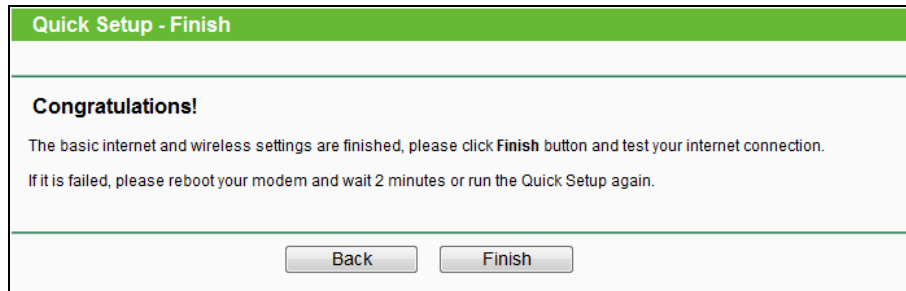 Quick Setup - Finish
Congratulations!
The basic internet and wireless settings are finished, please click Finish button and test your internet connection.
If it is failed, please reboot your modem and wait 2 minutes or run the Quick Setup again.
Back Finish